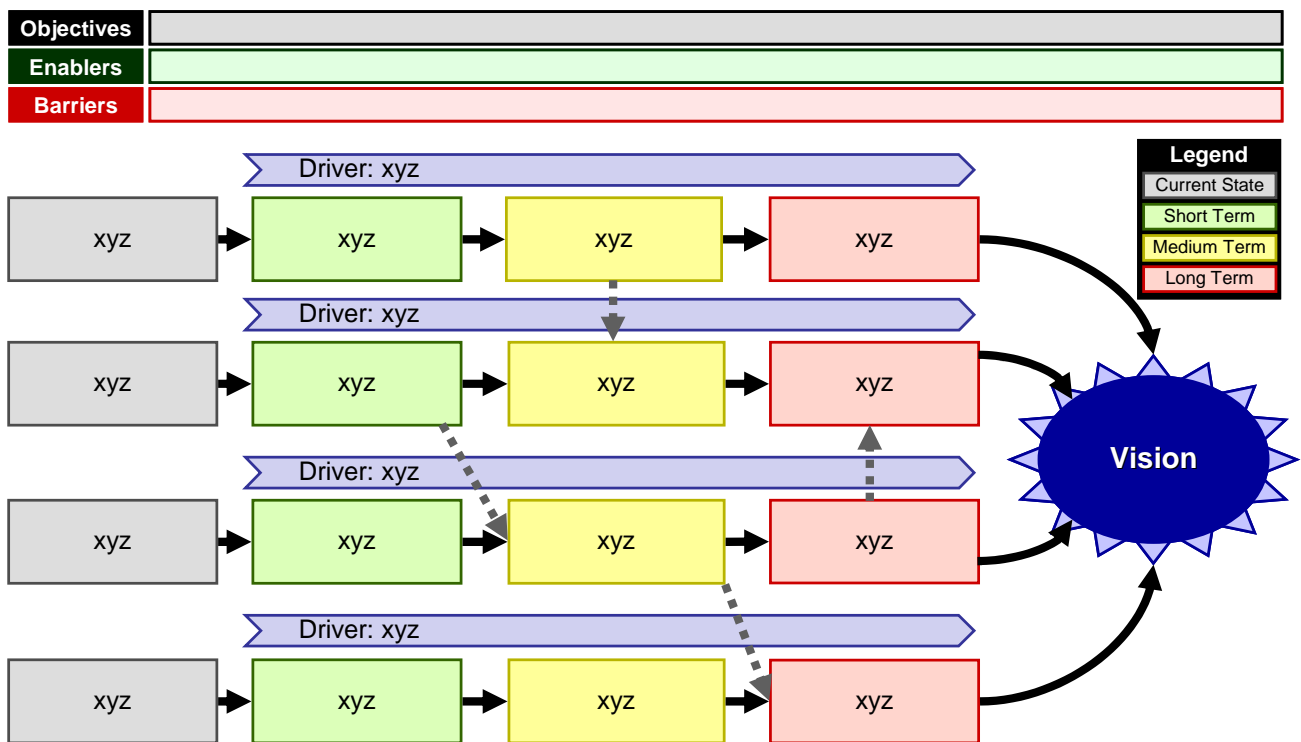 Objectives
Enablers
Barriers
Legend
Current State
Short Term
Medium Term
Long Term
Driver: xyz
xyz xyz xyz xyz
Driver: xyz
xyz xyz xyz xyz
Driver: xyz
xyz xyz xyz xyz
Driver: xyz
xyz xyz xyz xyz
Vision